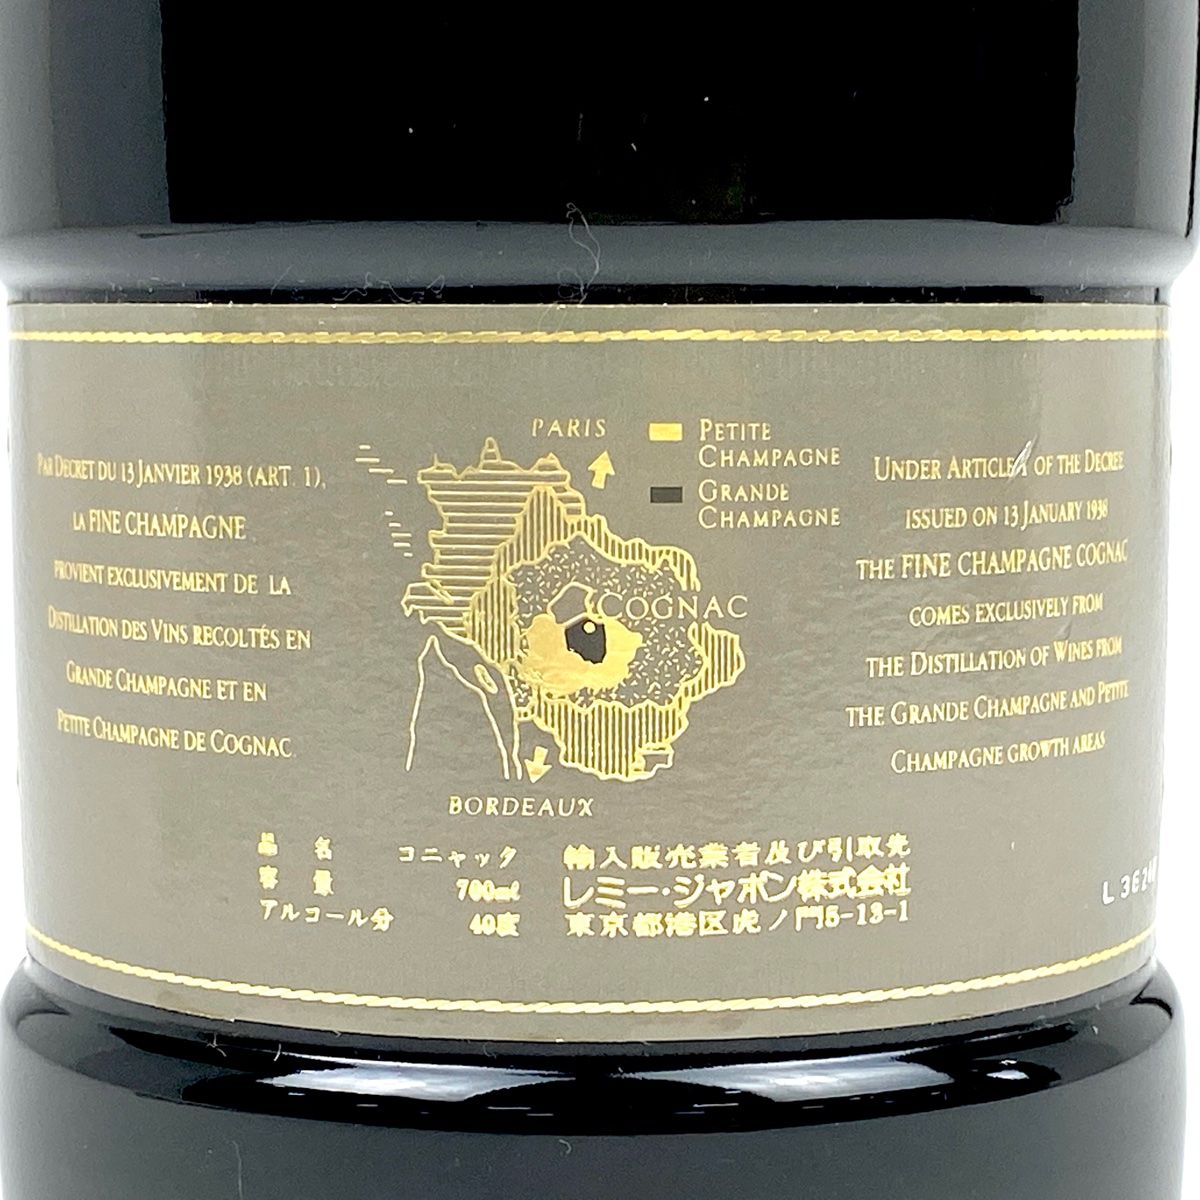 PAR DECRET DU 13 JANVIER 1938 (ART. 1),
LA FINE CHAMPAGNE
PROVIENT EXCLUSIVEMENT DE LA
DISTILLATION DES VINS RECOLTÉS EN
GRANDE CHAMPAGNE ET EN
PETITE CHAMPAGNE DE COGNAC
PARIS
PETITE
CHAMPAGNE
GRANDE
CHAMPAGNE
COGNAC
BORDEAUX
UNDER ARTICLE 1 OF THE DECREE
ISSUED ON 13 JANUARY 1938
THE FINE CHAMPAGNE COGNAC
COMES EXCLUSIVELY FROM
THE DISTILLATION OF WINES FROM
THE GRANDE CHAMPAGNE AND PETITE
CHAMPAGNE GROWTH AREAS
品名 コニャック
容量 700ml
アルコール分 40度
輸入販売業者及び引取先
レミー・ジャポン株式会社
東京都港区虎ノ門5-13-1
L